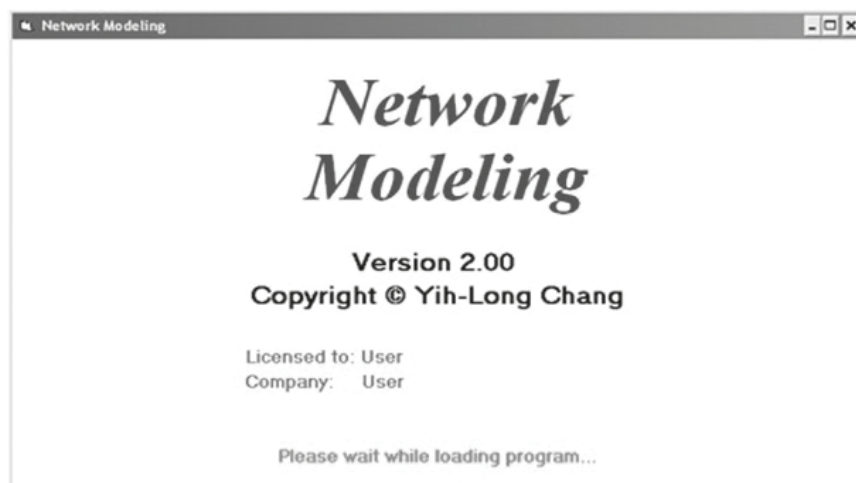 Network Modeling
Network
Modeling
Version 2.00
Copyright © Yih-Long Chang
Licensed to: User
Company: User
Please wait while loading program...